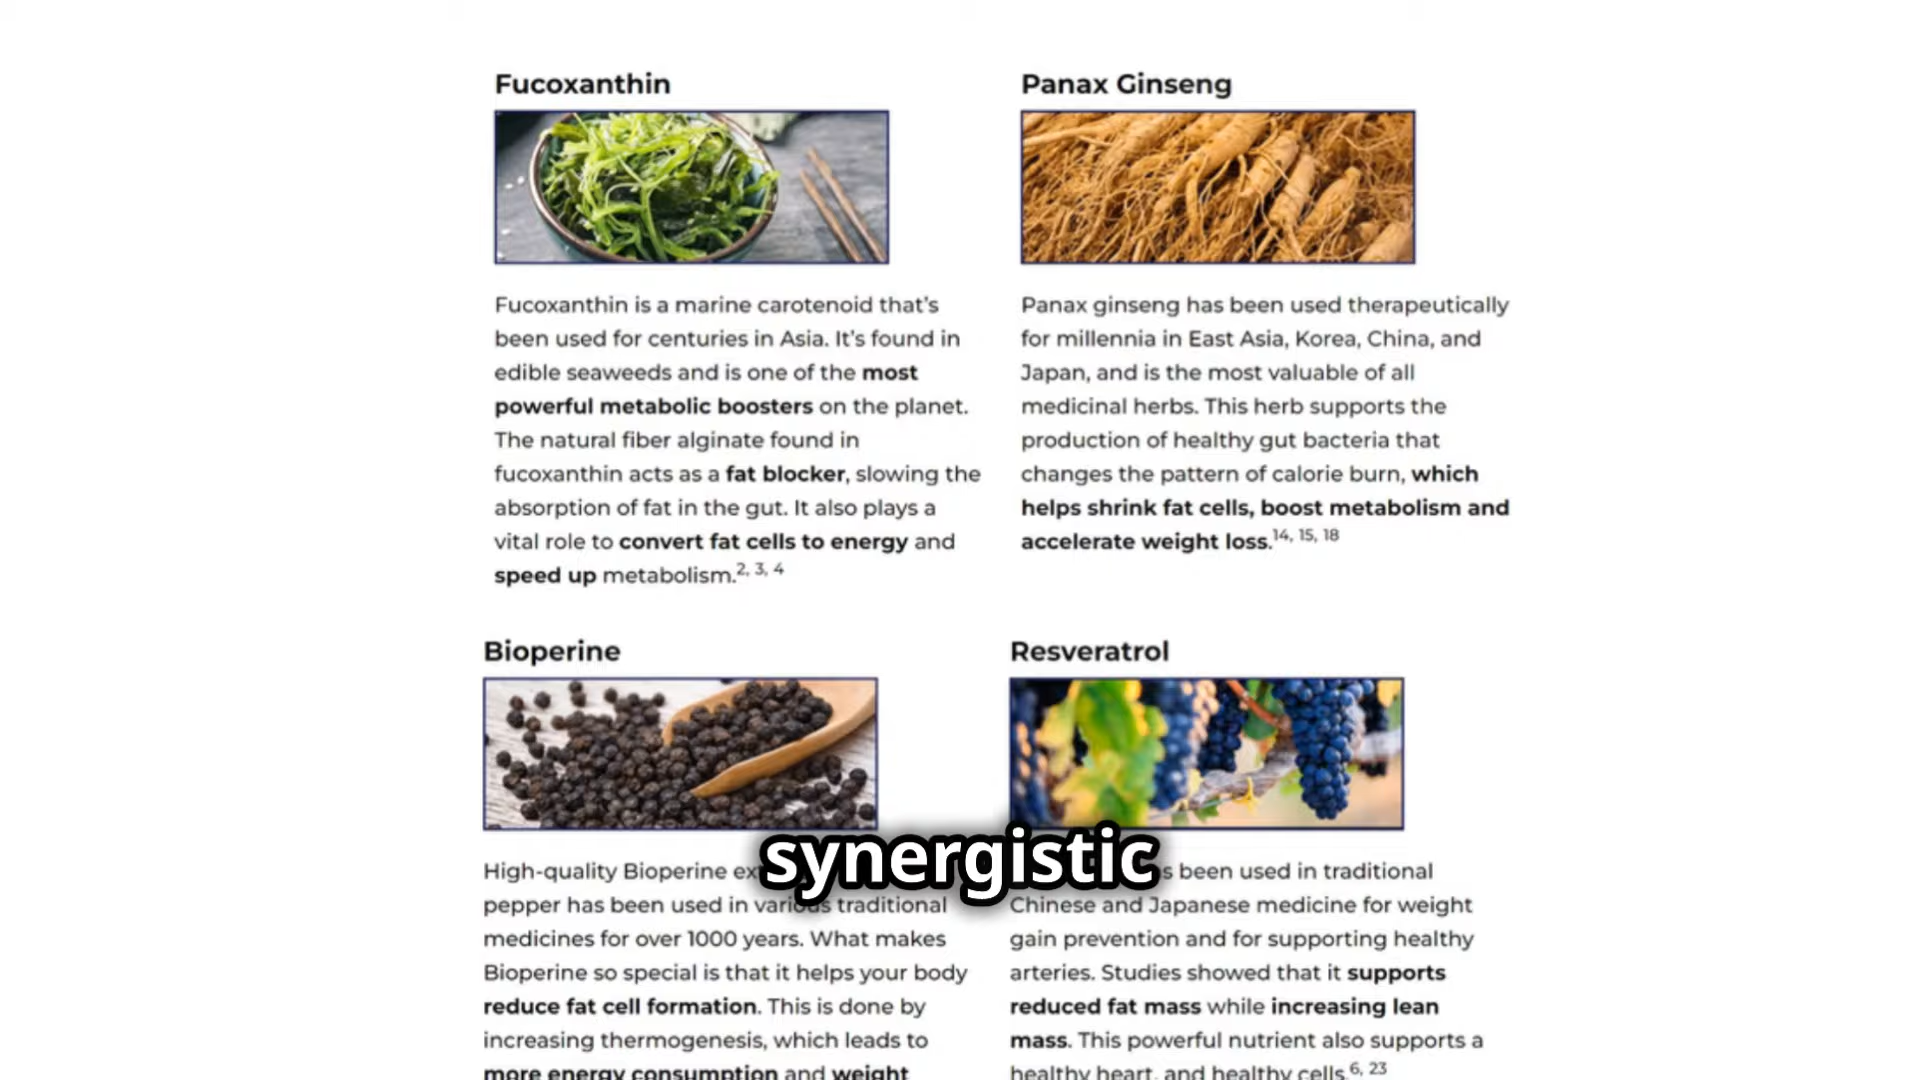 Fucoxanthin
Fucoxanthin is a marine carotenoid that's
been used for centuries in Asia. It's found in
edible seaweeds and is one of the most
powerful metabolic boosters on the planet.
The natural fiber alginate found in
fucoxanthin acts as a fat blocker, slowing the
absorption of fat in the gut. It also plays a
vital role to convert fat cells to energy and
speed up metabolism.2, 3, 4
Panax Ginseng
Panax ginseng has been used therapeutically
for millennia in East Asia, Korea, China, and
Japan, and is the most valuable of all
medicinal herbs. This herb supports the
production of healthy gut bacteria that
changes the pattern of calorie burn, which
helps shrink fat cells, boost metabolism and
accelerate weight loss.14, 15, 18
Bioperine
High-quality Bioperine
pepper has been used in various traditional
medicines for over 1000 years. What makes
Bioperine so special is that it helps your body
reduce fat cell formation. This is done by
increasing thermogenesis, which leads to
more energy consumption and weight
Resveratrol
been used in traditional
Chinese and Japanese medicine for weight
gain prevention and for supporting healthy
arteries. Studies showed that it supports
reduced fat mass while increasing lean
mass. This powerful nutrient also supports a
healthy heart, and healthy cells.6, 23
synergistic